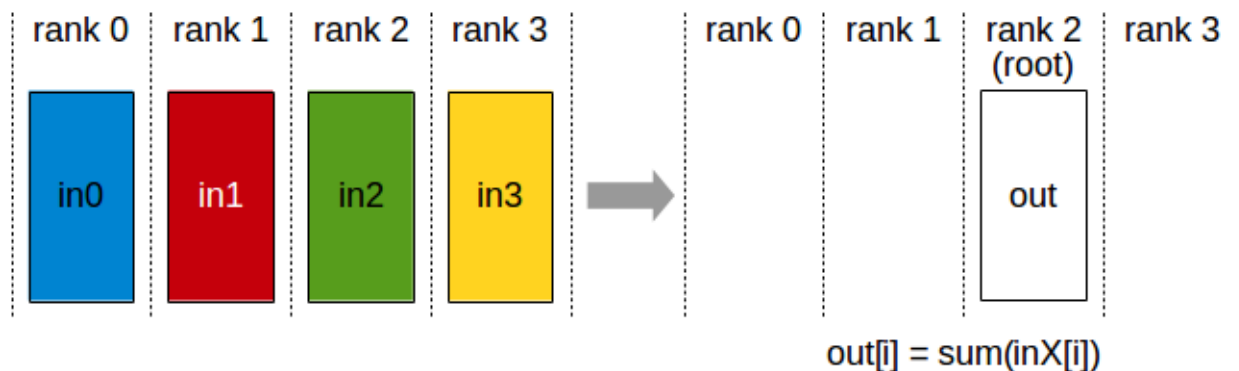 rank 0 rank 1 rank 2 rank 3 rank 0 rank 1 rank 2 rank 3
(root)
in0 in1 in2 in3 out
out[i] = sum(inX[i])